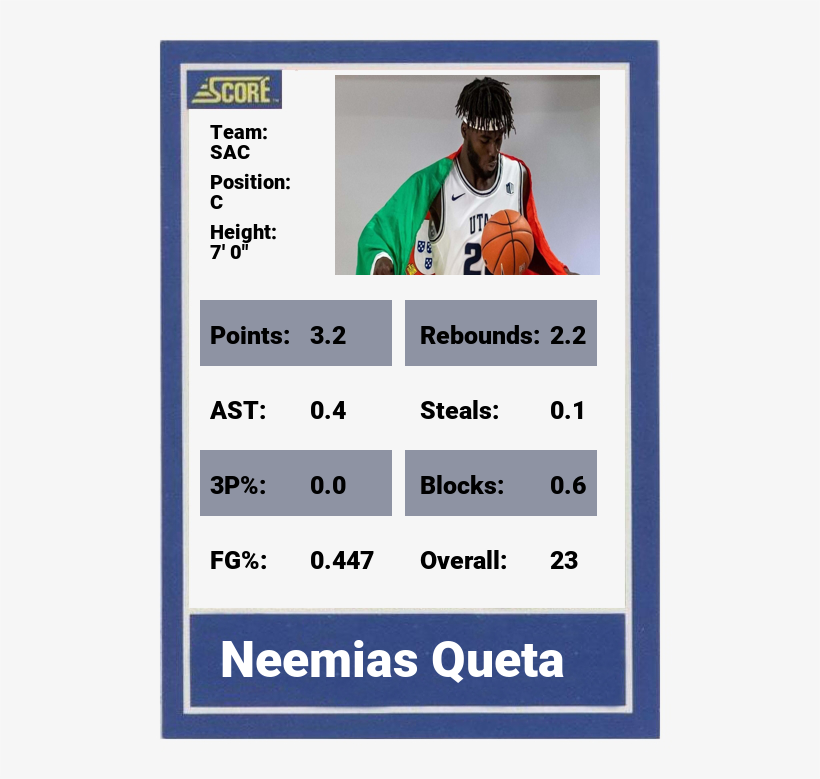 SCORE
Team:
SAC
Position:
C
Height:
7' 0"
UTA
2
Points: 3.2
Rebounds: 2.2
AST: 0.4
Steals: 0.1
3P%: 0.0
Blocks: 0.6
FG%: 0.447
Overall: 23
Neemias Queta